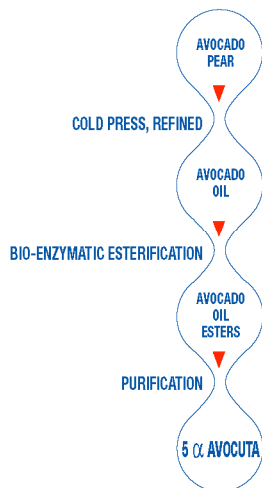 AVOCADO
PEAR
COLD PRESS, REFINED
AVOCADO
OIL
BIO-ENZYMATIC ESTERIFICATION
AVOCADO
OIL
ESTERS
PURIFICATION
5 α AVOCUTA